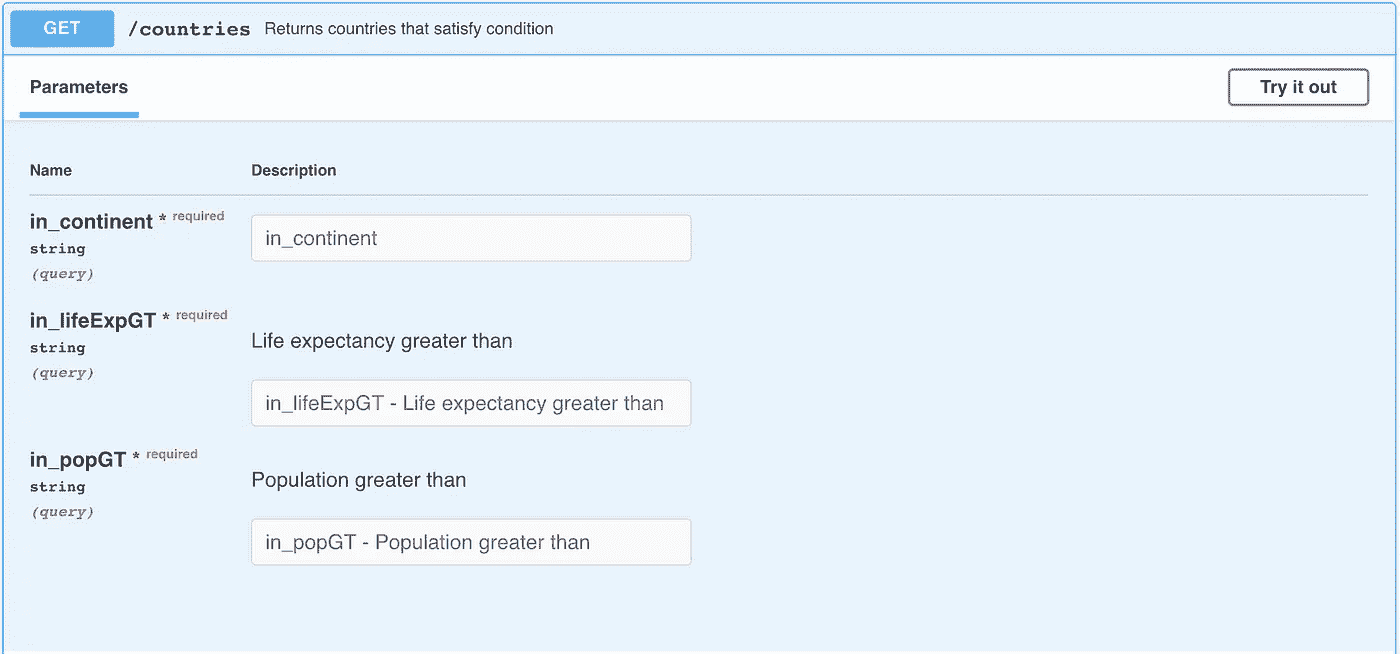 GET /countries Returns countries that satisfy condition
Parameters Try it out
Name Description
in_continent * required
string
(query)
in_continent
in_lifeExpGT * required
string
(query)
Life expectancy greater than
in_lifeExpGT - Life expectancy greater than
in_popGT * required
string
(query)
Population greater than
in_popGT - Population greater than